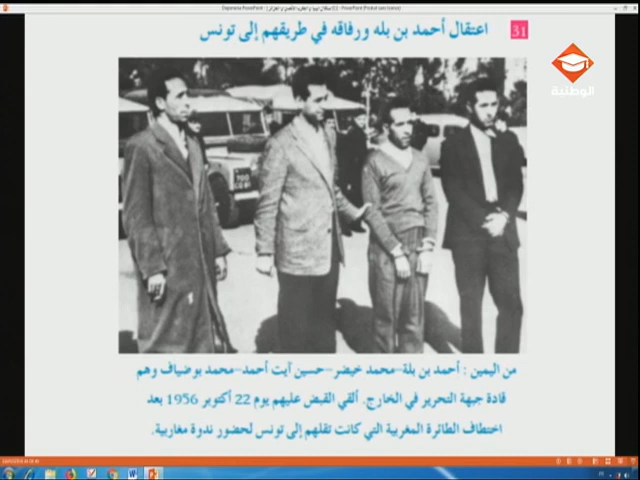 31 اعتقال أحمد بن بله ورفاقه في طريقهم إلى تونس
الوطنية
من اليمين : أحمد بن بلة–محمد خيضر–حسين آيت أحمد–محمد بوضياف وهم
قادة جبهة التحرير في الخارج. ألقي القبض عليهم يوم 22 أكتوبر 1956 بعد
اختطاف الطائرة المغربية التي كانت تقلهم إلى تونس لحضور ندوة مغاربية.